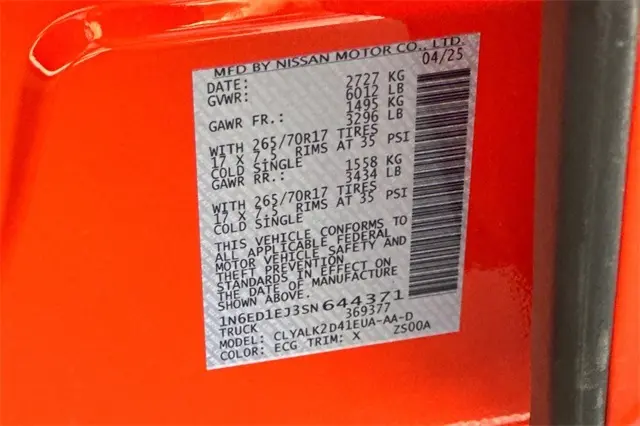 MFD BY NISSAN MOTOR CO., LTD.
DATE: 04/25
GVWR: 2727 KG
6012 LB
GAWR FR.: 1495 KG
3296 LB
WITH 265/70R17 TIRES
17 X 7.5 RIMS AT 35 PSI
COLD SINGLE
GAWR RR.: 1558 KG
3434 LB
WITH 265/70R17 TIRES
17 X 7.5 RIMS AT 35 PSI
COLD SINGLE
THIS VEHICLE CONFORMS TO
ALL APPLICABLE FEDERAL
MOTOR VEHICLE SAFETY AND
THEFT PREVENTION
STANDARDS IN EFFECT ON
THE DATE OF MANUFACTURE
SHOWN ABOVE.
1N6ED1EJ3SN644371
TRUCK 369377
MODEL: CLYALK2D41EUA-AA-D
COLOR: ECG TRIM: X ZS00A